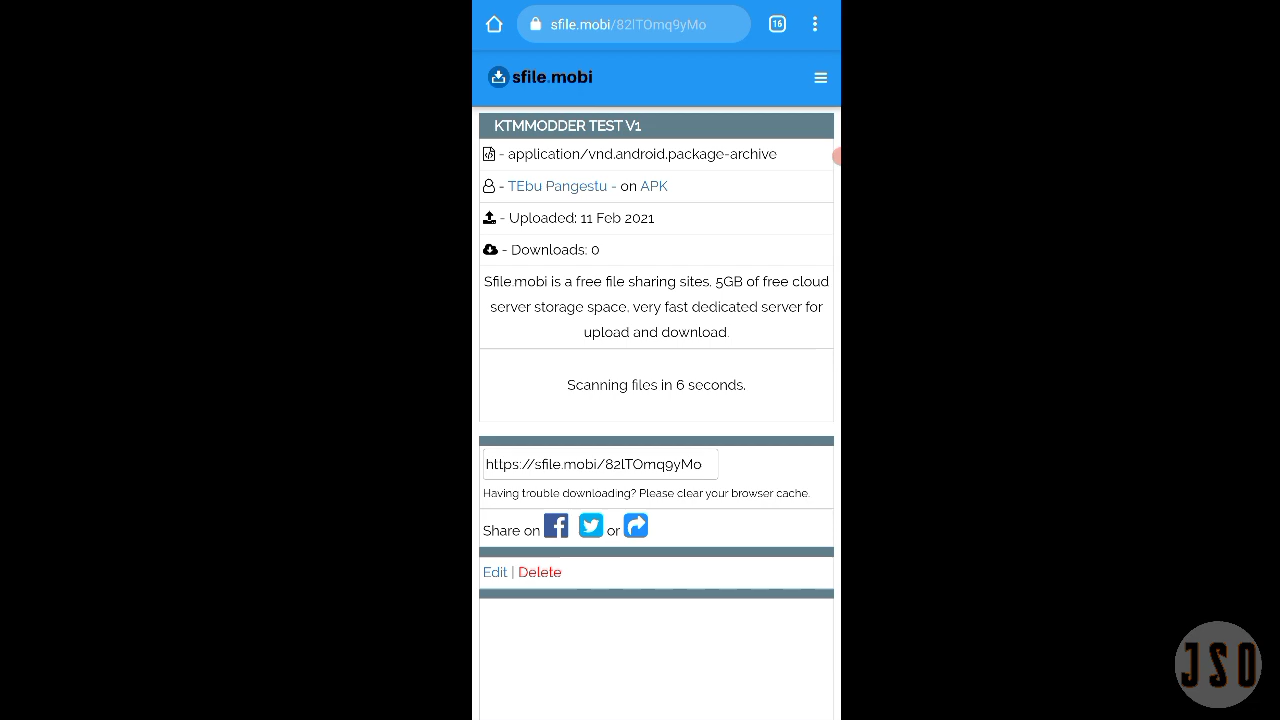 sfile.mobi/82lTOmq9yMo
16
sfile.mobi
KTMMODDER TEST V1
- application/vnd.android.package-archive
- TEbu Pangestu - on APK
- Uploaded: 11 Feb 2021
- Downloads: 0
Sfile.mobi is a free file sharing sites. 5GB of free cloud
server storage space, very fast dedicated server for
upload and download.
Scanning files in 6 seconds.
https://sfile.mobi/82lTOmq9yMo
Having trouble downloading? Please clear your browser cache.
Share on or
Edit | Delete
JSO